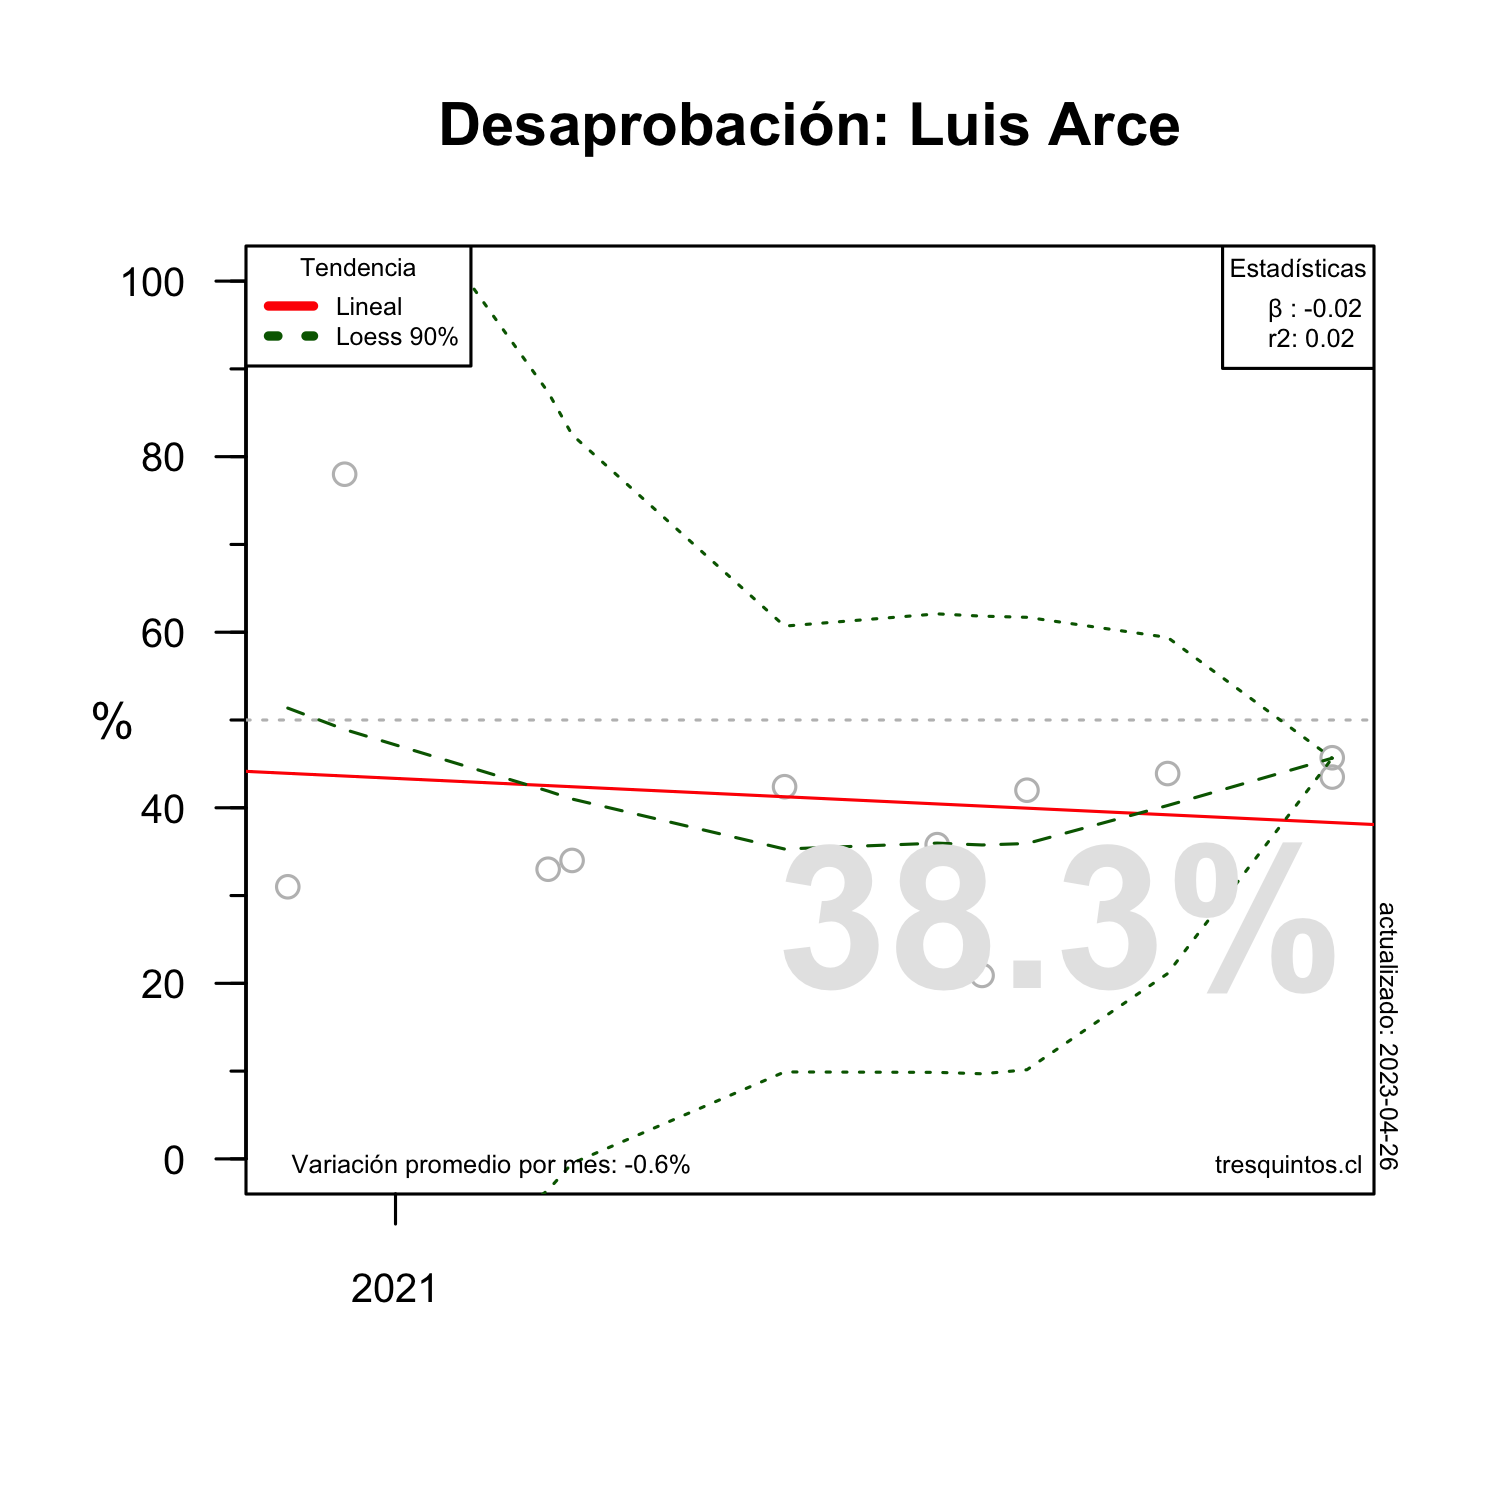 Desaprobación: Luis Arce
Tendencia
Lineal
Loess 90%
Estadísticas
β : -0.02
r2: 0.02
100
80
60
40
20
0
%
38.3%
Variación promedio por mes: -0.6%
tresquintos.cl
actualizado: 2023-04-26
2021